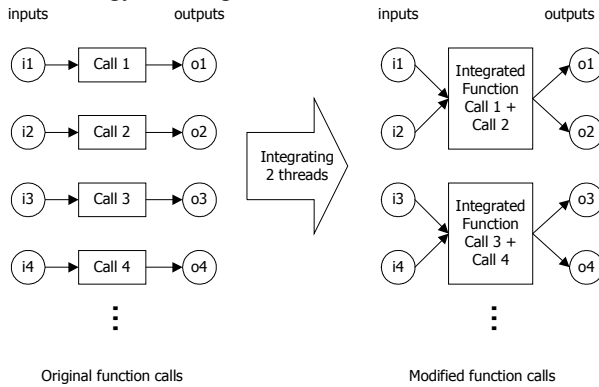 inputs
outputs
inputs
outputs
i1
Call 1
o1
i2
Call 2
o2
i3
Call 3
o3
i4
Call 4
o4
Integrating
2 threads
i1
i2
Integrated
Function
Call 1 +
Call 2
o1
o2
i3
i4
Integrated
Function
Call 3 +
Call 4
o3
o4
Original function calls
Modified function calls